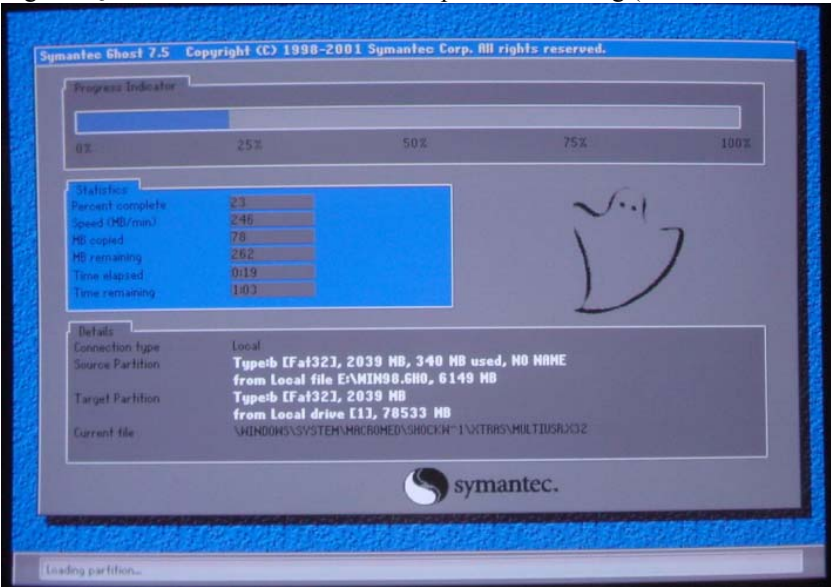 Symantec Ghost 7.5 Copyright (C) 1998-2001 Symantec Corp. All rights reserved.
Progress Indicator
0% 25% 50% 75% 100%
Statistics
Percent complete 23
Speed (MB/min) 246
MB copied 78
MB remaining 262
Time elapsed 0:19
Time remaining 1:03
Details
Connection type Local
Source Partition Type:b [Fat32], 2039 MB, 340 MB used, NO NAME
from Local file E:\WIN98.GHO, 6149 MB
Target Partition Type:b [Fat32], 2039 MB
from Local drive [1], 78533 MB
Current file \WINDOWS\SYSTEM\MACROMED\SHOCKW~1\XTRAS\MULTIUSR.X32
symantec.
Loading partition...